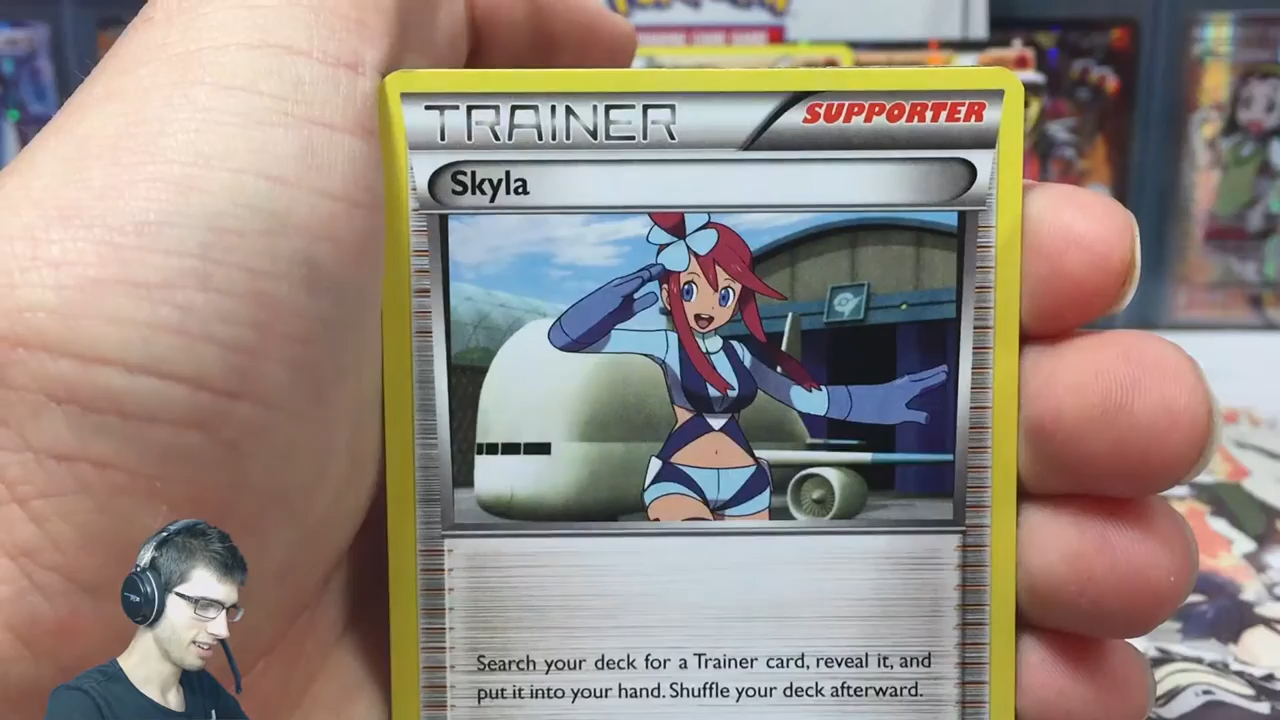 TRAINER SUPPORTER
Skyla
Search your deck for a Trainer card, reveal it, and
put it into your hand. Shuffle your deck afterward.